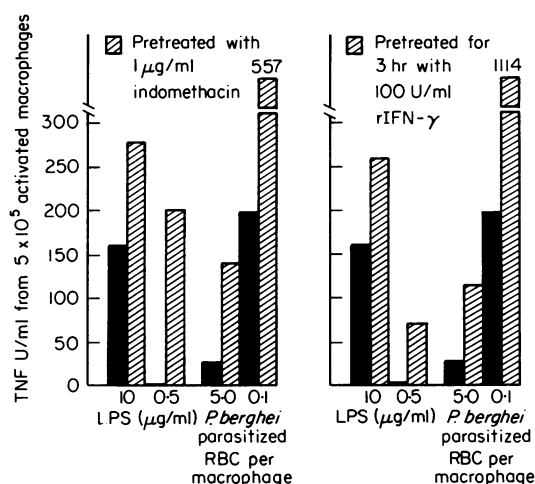 Pretreated with
1 μg/ml 557
indomethacin
Pretreated for
3 hr with 1114
100 U/ml
rIFN-γ
TNF U/ml from 5 x 10⁵ activated macrophages
300
250
200
150
100
50
0
10 0·5 5·0 0·1
LPS (μg/ml) P. berghei
parasitized
RBC per
macrophage
10 0·5 5·0 0·1
LPS (μg/ml) P. berghei
parasitized
RBC per
macrophage